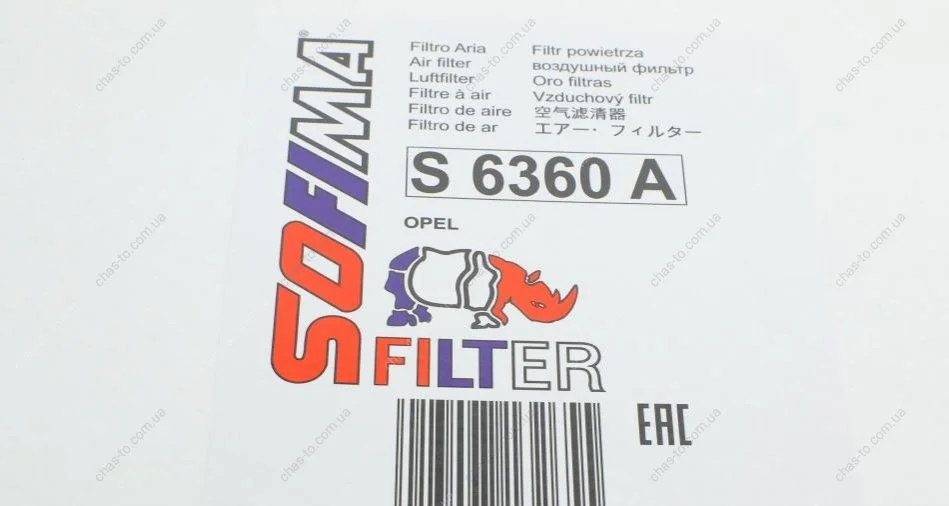 SOFIMA®
Filtro Aria
Air filter
Luftfilter
Filtre à air
Filtro de aire
Filtro de ar
Filtr powietrza
воздушный фильтр
Oro filtras
Vzduchový filtr
空气滤清器
エアー・フィルター
S 6360 A
OPEL
FILTER
EAC
chas-to.com.ua